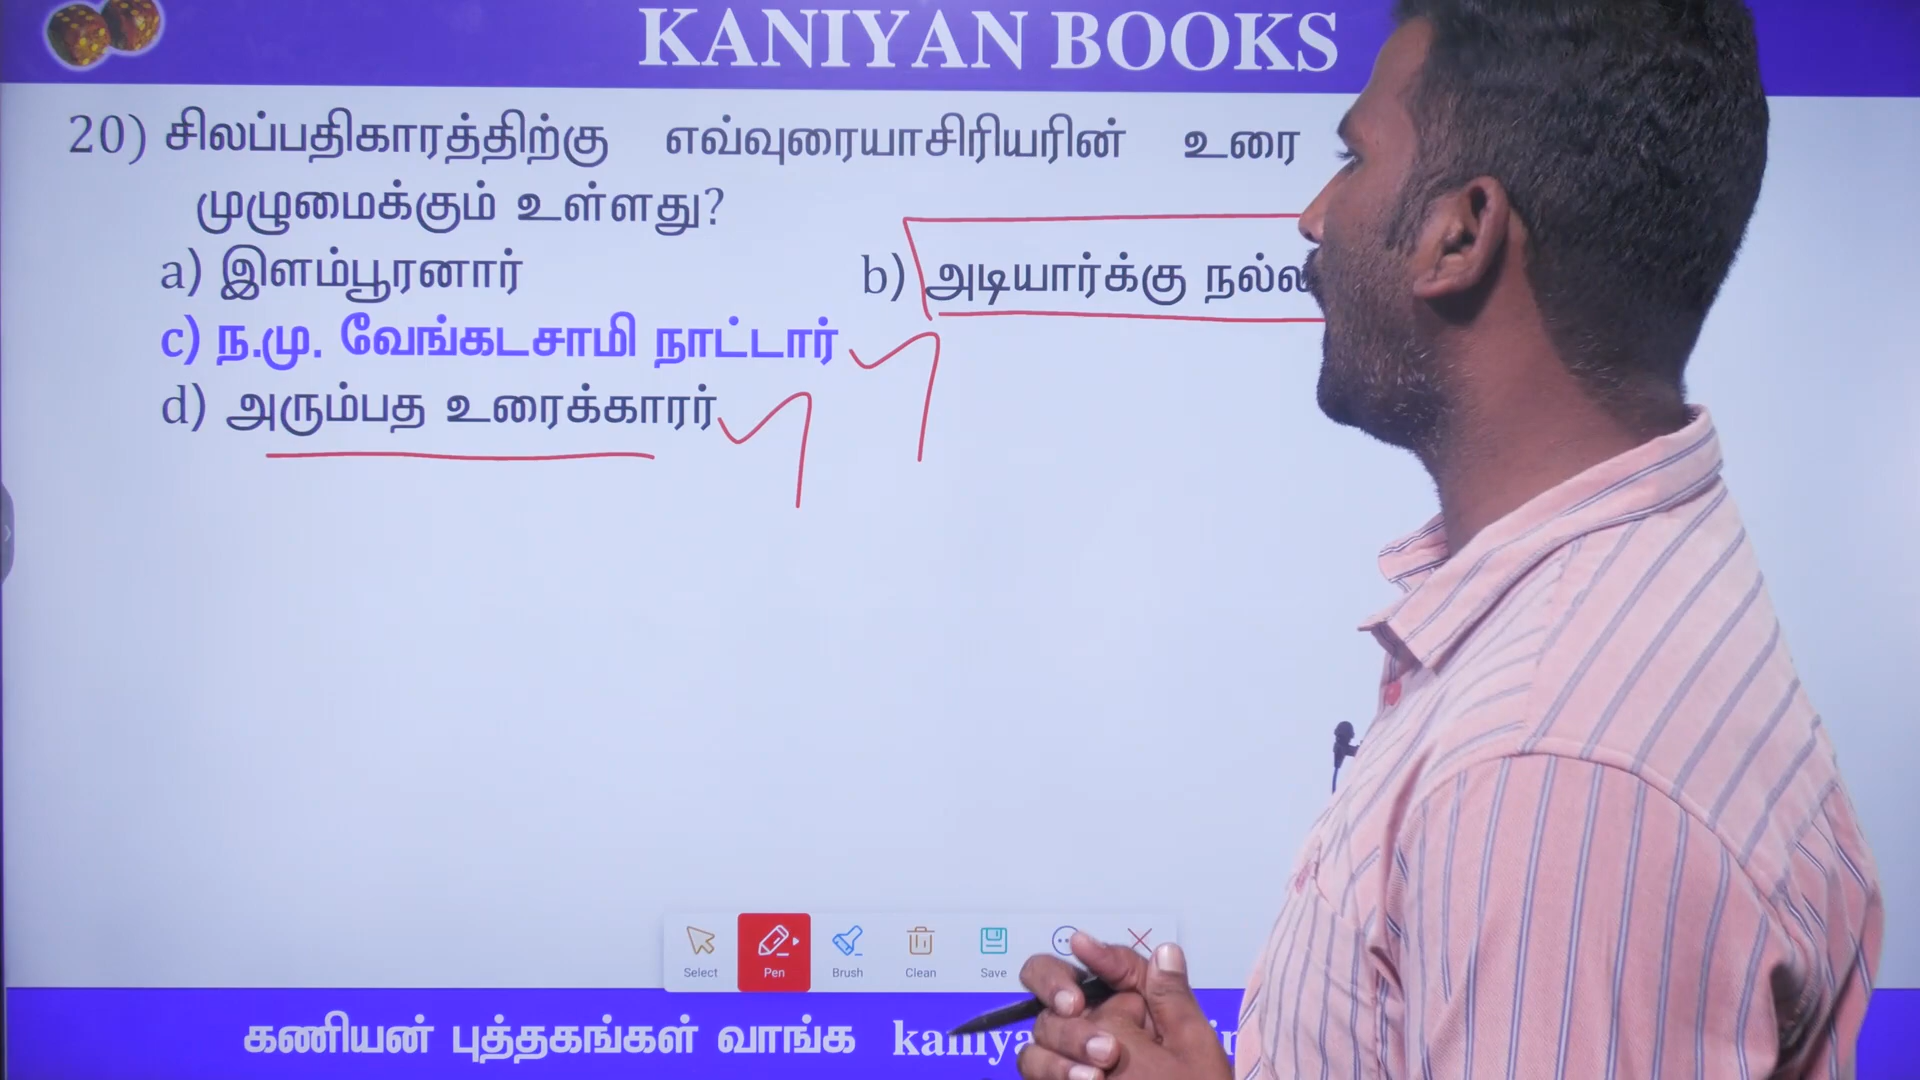 KANIYAN BOOKS
20) சிலப்பதிகாரத்திற்கு எவ்வுரையாசிரியரின் உரை
முழுமைக்கும் உள்ளது?
a) இளம்பூரனார்
b) அடியார்க்கு
c) ந.மு. வேங்கடசாமி நாட்டார்
d) அரும்பத உரைக்காரர்
Select Pen Brush Clean Save
கணியன் புத்தகங்கள் வாங்க